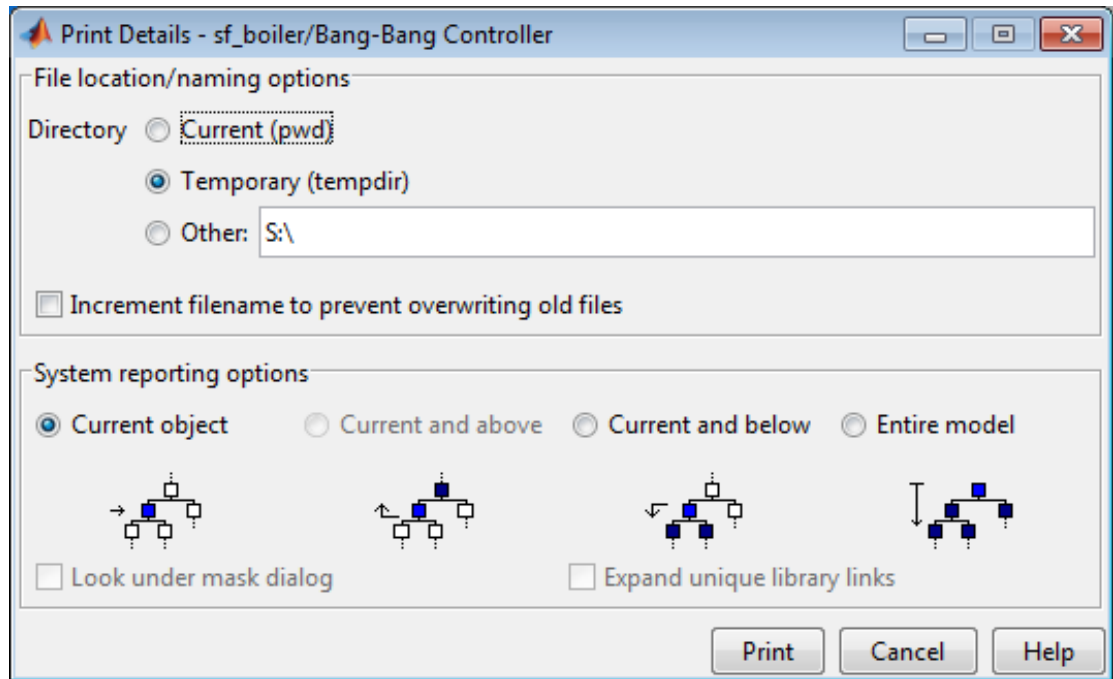 Print Details - sf_boiler/Bang-Bang Controller
File location/naming options
Directory Current (pwd)
Temporary (tempdir)
Other: S:\
Increment filename to prevent overwriting old files
System reporting options
Current object Current and above Current and below Entire model
Look under mask dialog Expand unique library links
Print Cancel Help